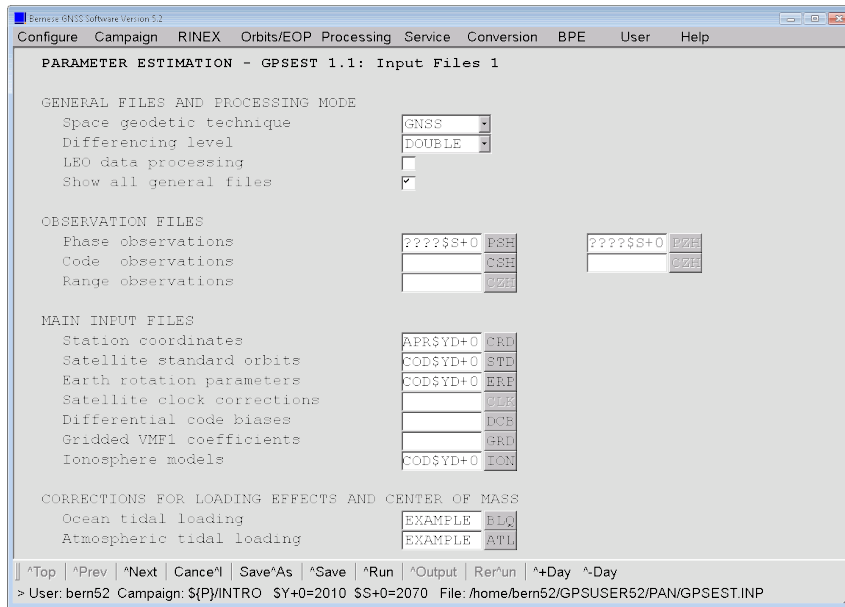 Bernese GNSS Software Version 5.2
Configure Campaign RINEX Orbits/EOP Processing Service Conversion BPE User Help
PARAMETER ESTIMATION - GPSEST 1.1: Input Files 1
GENERAL FILES AND PROCESSING MODE
Space geodetic technique GNSS
Differencing level DOUBLE
LEO data processing
Show all general files
OBSERVATION FILES
Phase observations ????$S+0 PSH ????$S+0 PZH
Code observations CSH CZH
Range observations CZH
MAIN INPUT FILES
Station coordinates APR$YD+0 CRD
Satellite standard orbits COD$YD+0 STD
Earth rotation parameters COD$YD+0 ERP
Satellite clock corrections CLK
Differential code biases DCB
Gridded VMF1 coefficients GRD
Ionosphere models COD$YD+0 ION
CORRECTIONS FOR LOADING EFFECTS AND CENTER OF MASS
Ocean tidal loading EXAMPLE BLQ
Atmospheric tidal loading EXAMPLE ATL
^Top ^Prev ^Next Cance^l Save^As ^Save ^Run ^Output Rer^un ^+Day ^-Day
> User: bern52 Campaign: ${P}/INTRO $Y+0=2010 $S+0=2070 File: /home/bern52/GPSUSER52/PAN/GPSEST.INP